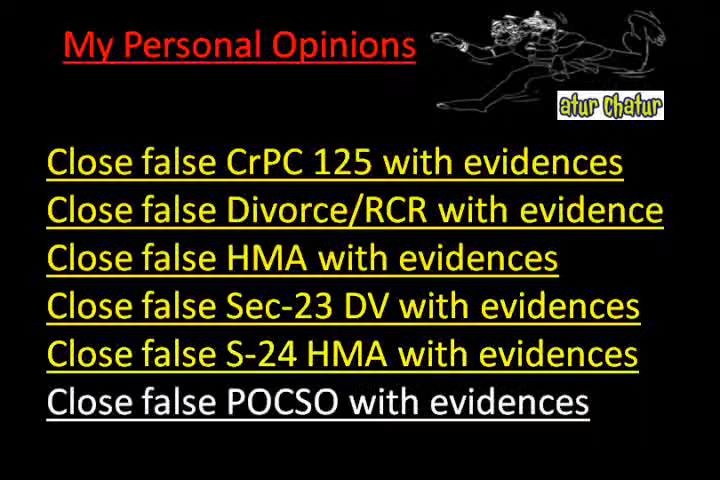 My Personal Opinions
atur Chatur
Close false CrPC 125 with evidences
Close false Divorce/RCR with evidence
Close false HMA with evidences
Close false Sec-23 DV with evidences
Close false S-24 HMA with evidences
Close false POCSO with evidences